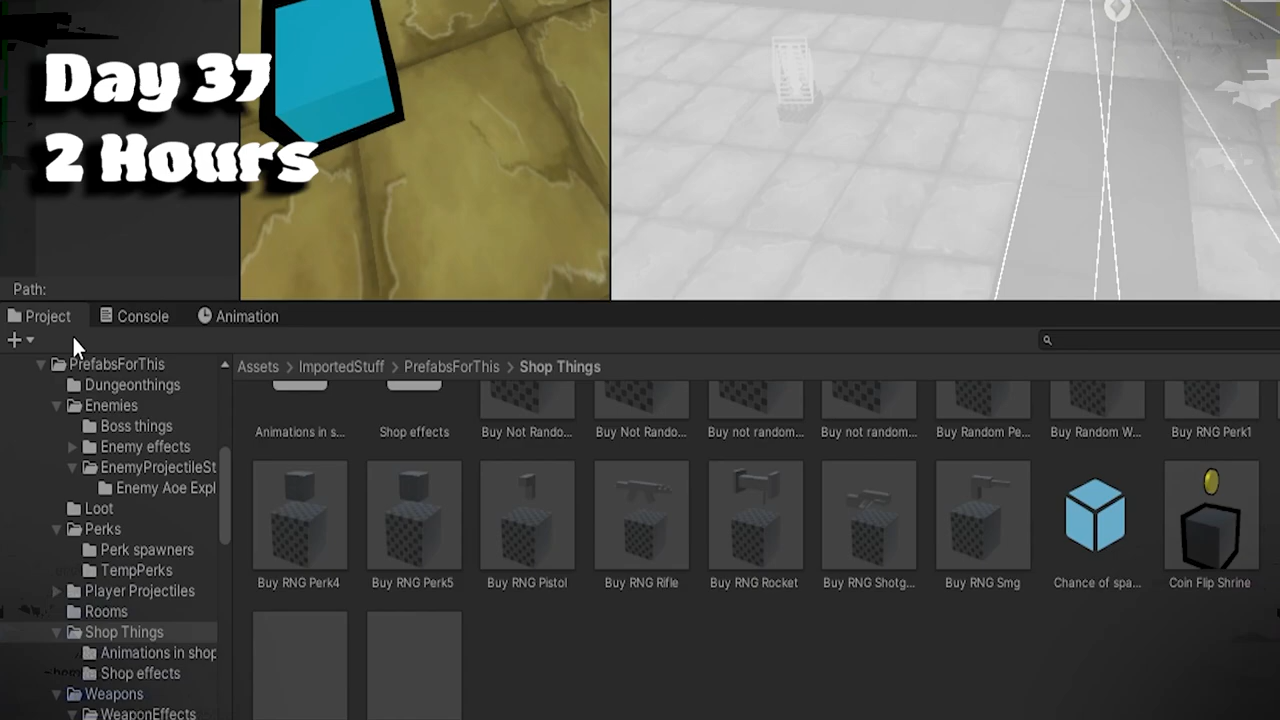 Day 37
2 Hours
Path:
Project
Console
Animation
PrefabsForThis
Dungeonthings
Enemies
Boss things
Enemy effects
EnemyProjectileSt
Enemy Aoe Expl
Loot
Perks
Perk spawners
TempPerks
Player Projectiles
Rooms
Shop Things
Animations in shop
Shop effects
Weapons
WeaponEffects
Assets > ImportedStuff > PrefabsForThis > Shop Things
Animations in s...
Shop effects
Buy Not Rando...
Buy Not Rando...
Buy not random...
Buy not random...
Buy Random Pe...
Buy Random W...
Buy RNG Perk1
Buy RNG Perk4
Buy RNG Perk5
Buy RNG Pistol
Buy RNG Rifle
Buy RNG Rocket
Buy RNG Shotg...
Buy RNG Smg
Chance of spa...
Coin Flip Shrine